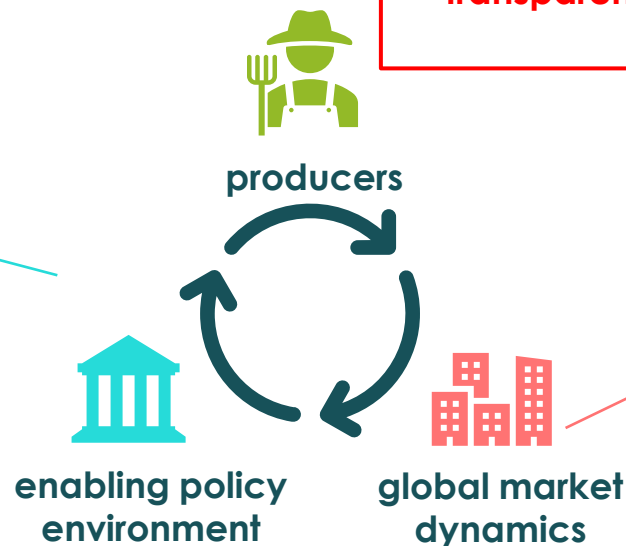 producers
enabling policy
environment
global market
dynamics